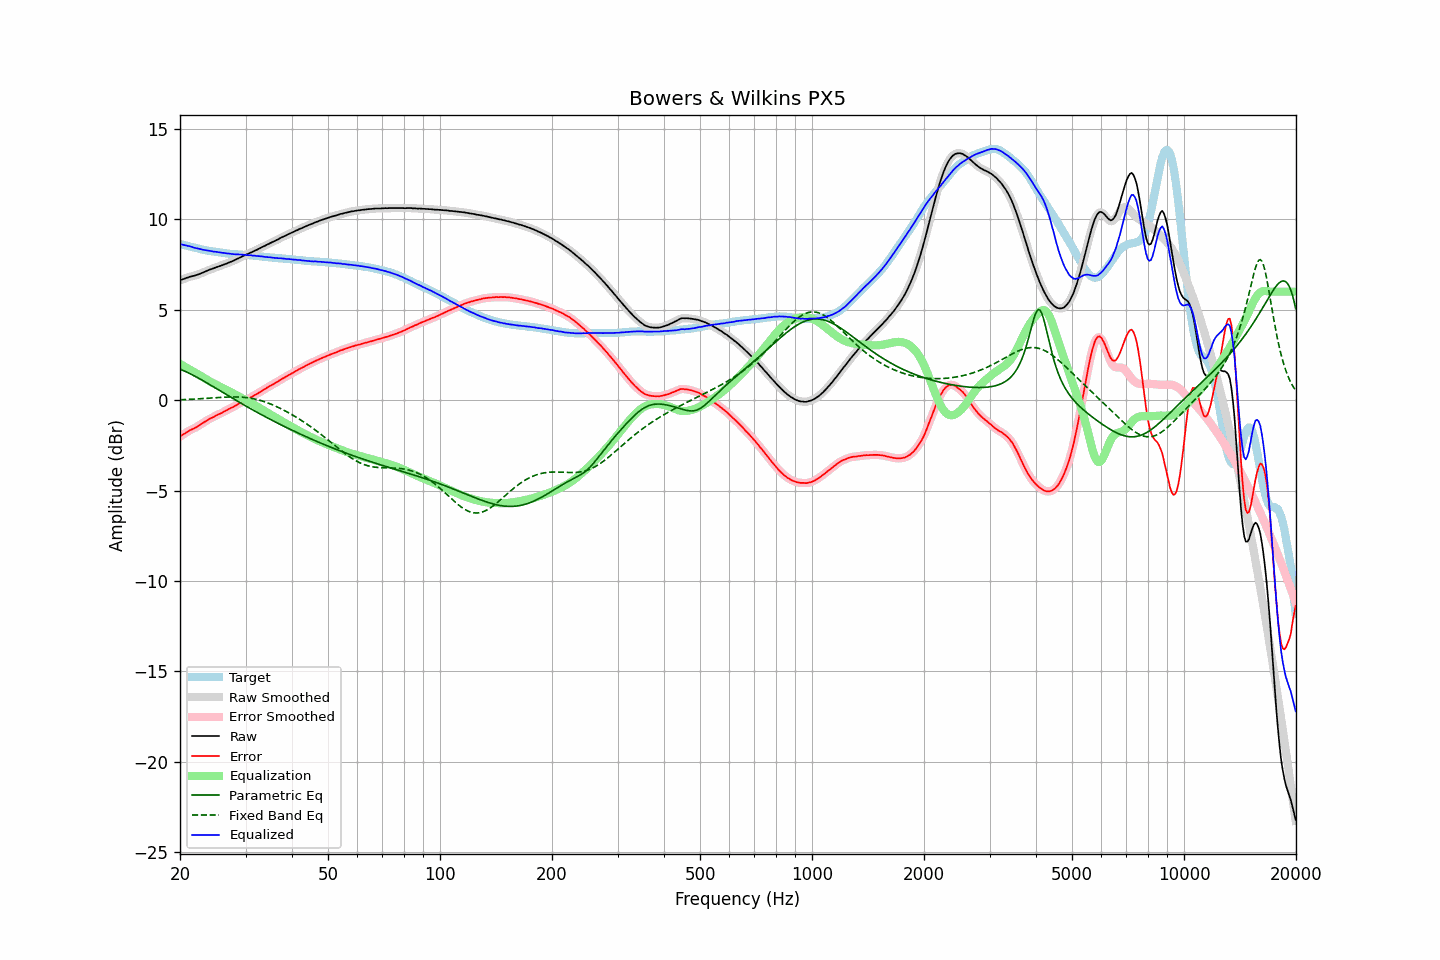 Bowers & Wilkins PX5
15
10
5
0
−5
−10
−15
−20
−25
Amplitude (dBr)
Target
Raw Smoothed
Error Smoothed
Raw
Error
Equalization
Parametric Eq
Fixed Band Eq
Equalized
20 50 100 200 500 1000 2000 5000 10000 20000
Frequency (Hz)